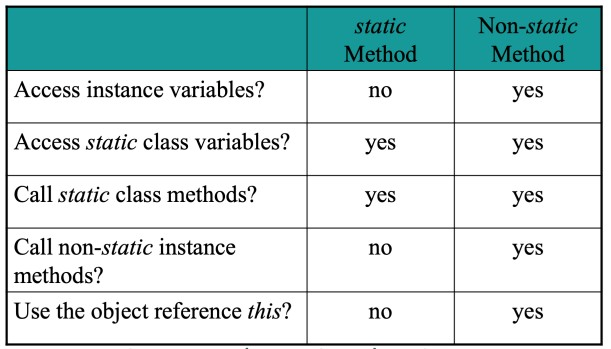 static Non-static
Method Method
Access instance variables? no yes
Access static class variables? yes yes
Call static class methods? yes yes
Call non-static instance
methods? no yes
Use the object reference this? no yes